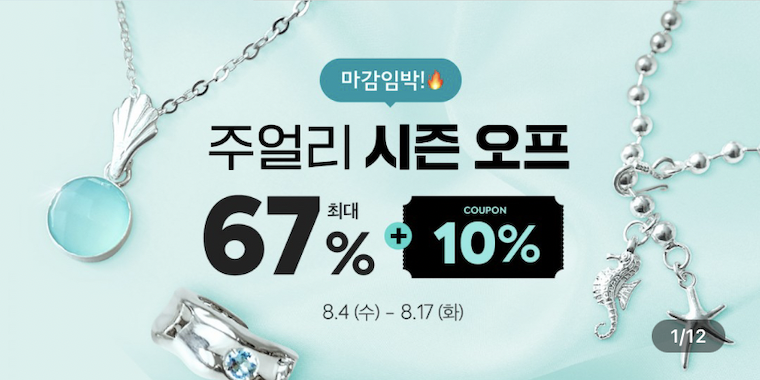 마감임박!🔥
주얼리 시즌 오프
최대
67% + COUPON 10%
8.4 (수) - 8.17 (화)
1/12